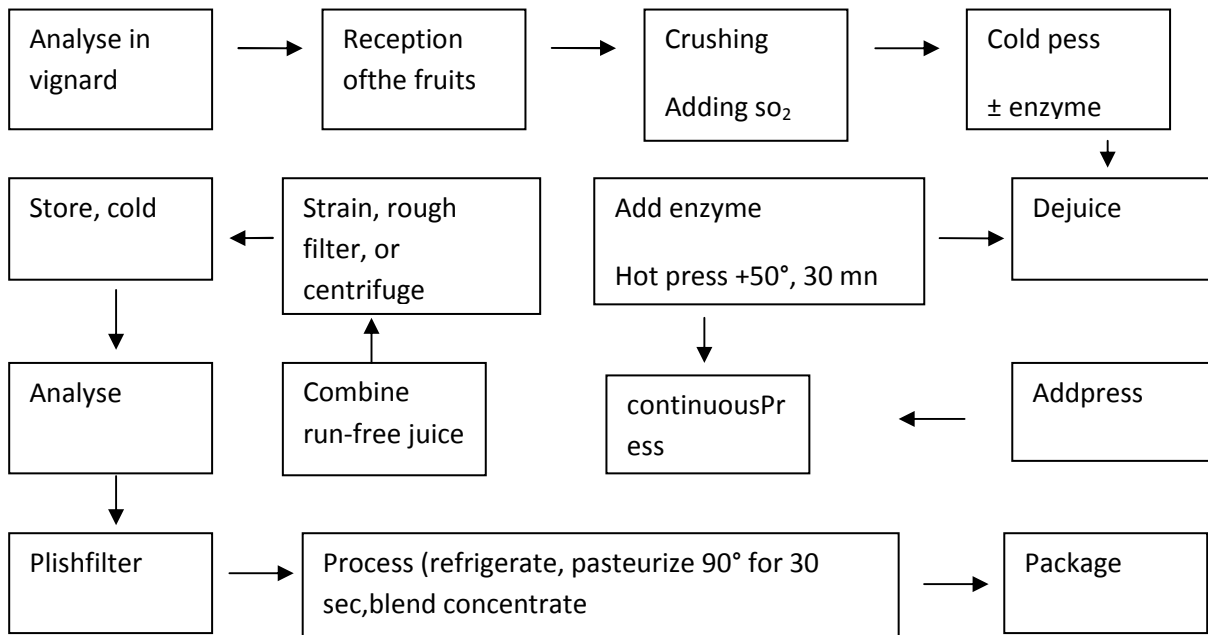 Analyse in
vignard
Reception
ofthe fruits
Crushing
Adding so₂
Cold pess
± enzyme
Store, cold
Strain, rough
filter, or
centrifuge
Add enzyme
Hot press +50°, 30 mn
Dejuice
Analyse
Combine
run-free juice
continuousPr
ess
Addpress
Plishfilter
Process (refrigerate, pasteurize 90° for 30
sec,blend concentrate
Package